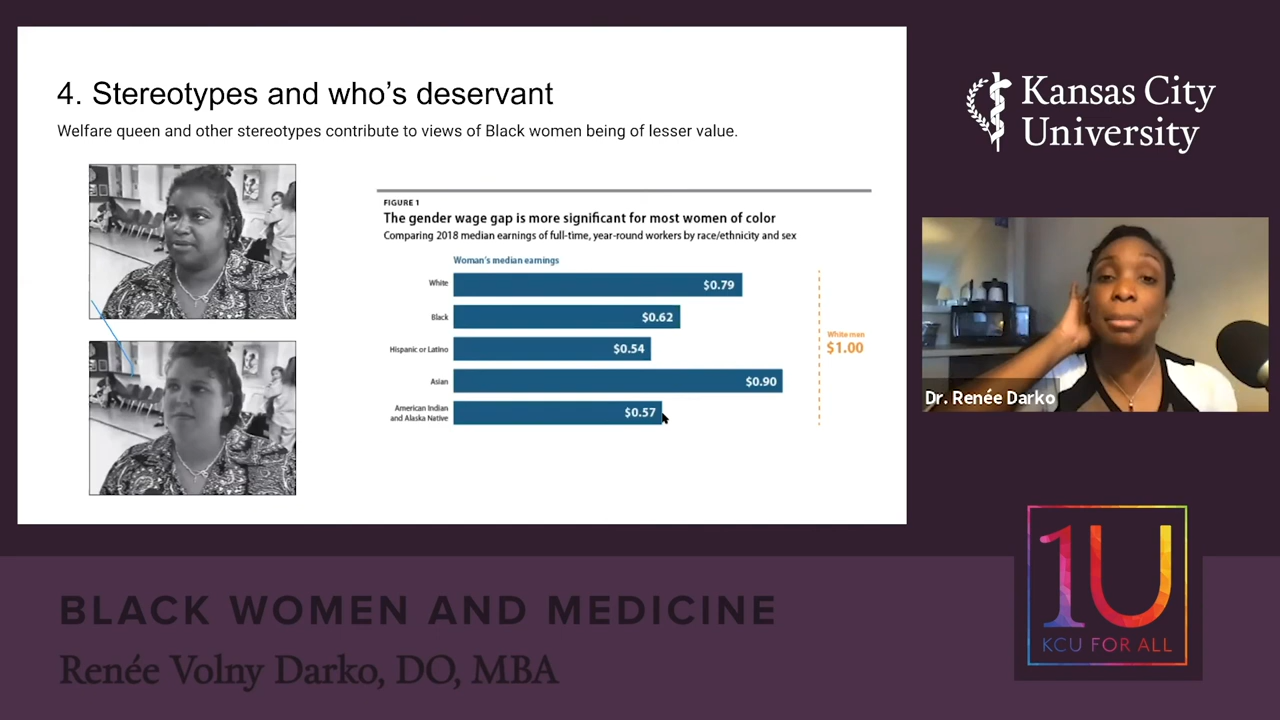 4. Stereotypes and who's deservant
Welfare queen and other stereotypes contribute to views of Black women being of lesser value.
FIGURE 1
The gender wage gap is more significant for most women of color
Comparing 2018 median earnings of full-time, year-round workers by race/ethnicity and sex
Woman's median earnings
White
$0.79
Black
$0.62
Hispanic or Latino
$0.54
Asian
$0.90
American Indian
and Alaska Native
$0.57
White men
$1.00
Kansas City
University
Dr. Renée Darko
1U
KCU FOR ALL
BLACK WOMEN AND MEDICINE
Renée Volny Darko, DO, MBA